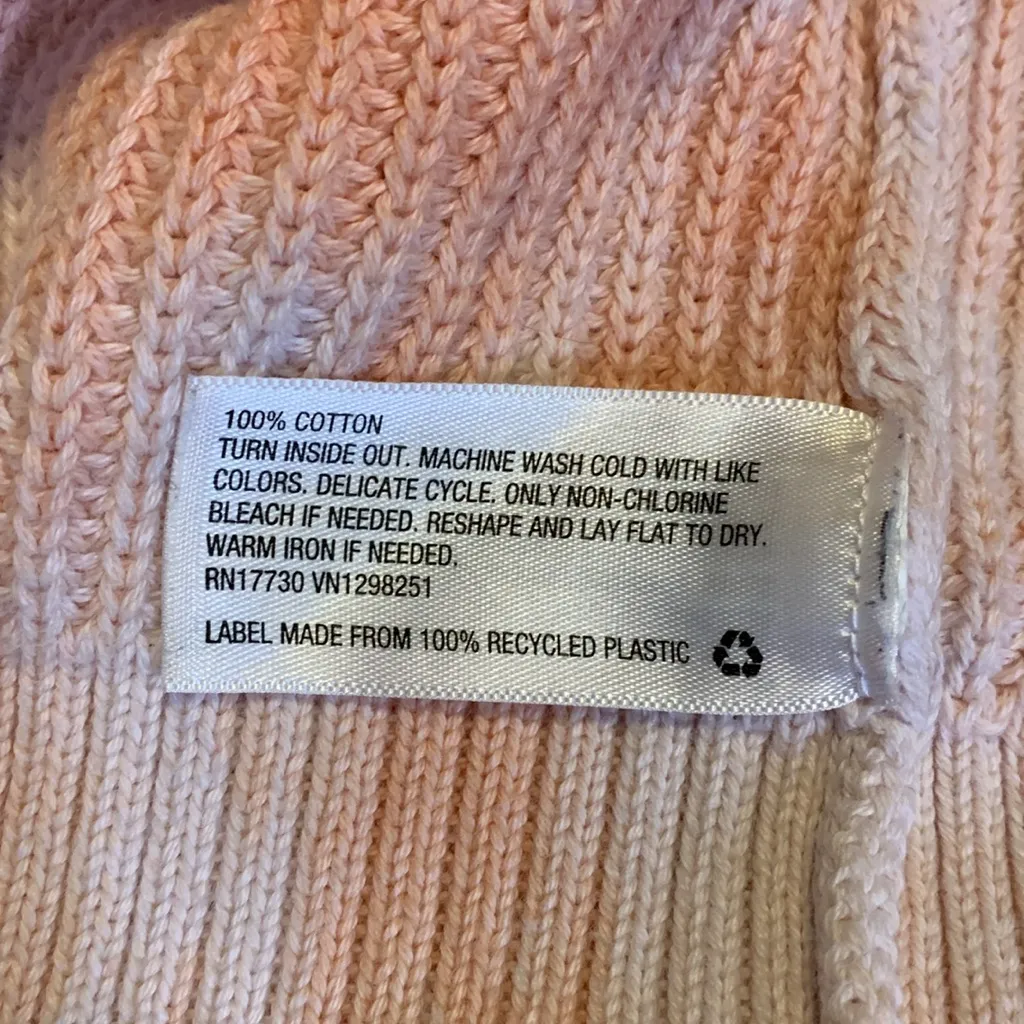 100% COTTON
TURN INSIDE OUT. MACHINE WASH COLD WITH LIKE
COLORS. DELICATE CYCLE. ONLY NON-CHLORINE
BLEACH IF NEEDED. RESHAPE AND LAY FLAT TO DRY.
WARM IRON IF NEEDED.
RN17730 VN1298251
LABEL MADE FROM 100% RECYCLED PLASTIC